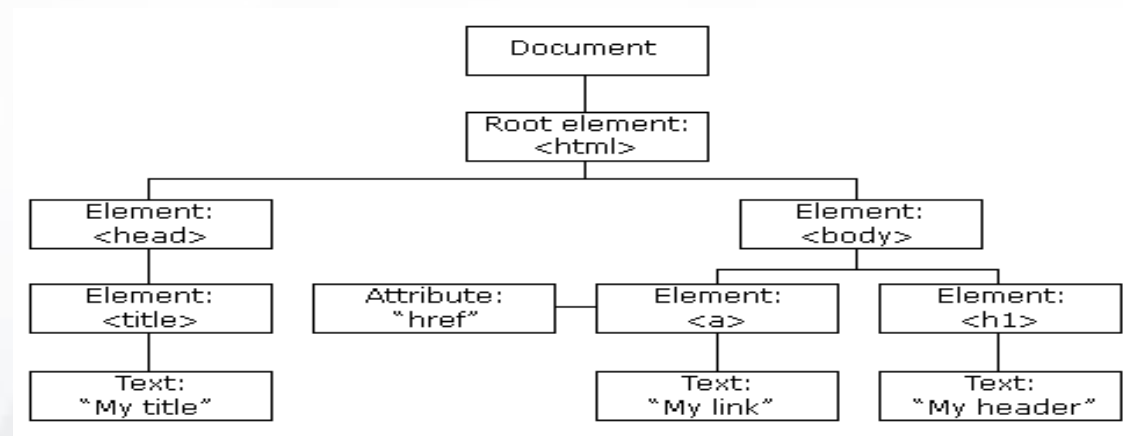 Document
Root element:
<html>
Element:
<head>
Element:
<body>
Element:
<title>
Attribute:
“href”
Element:
<a>
Element:
<h1>
Text:
“My title”
Text:
“My link”
Text:
“My header”